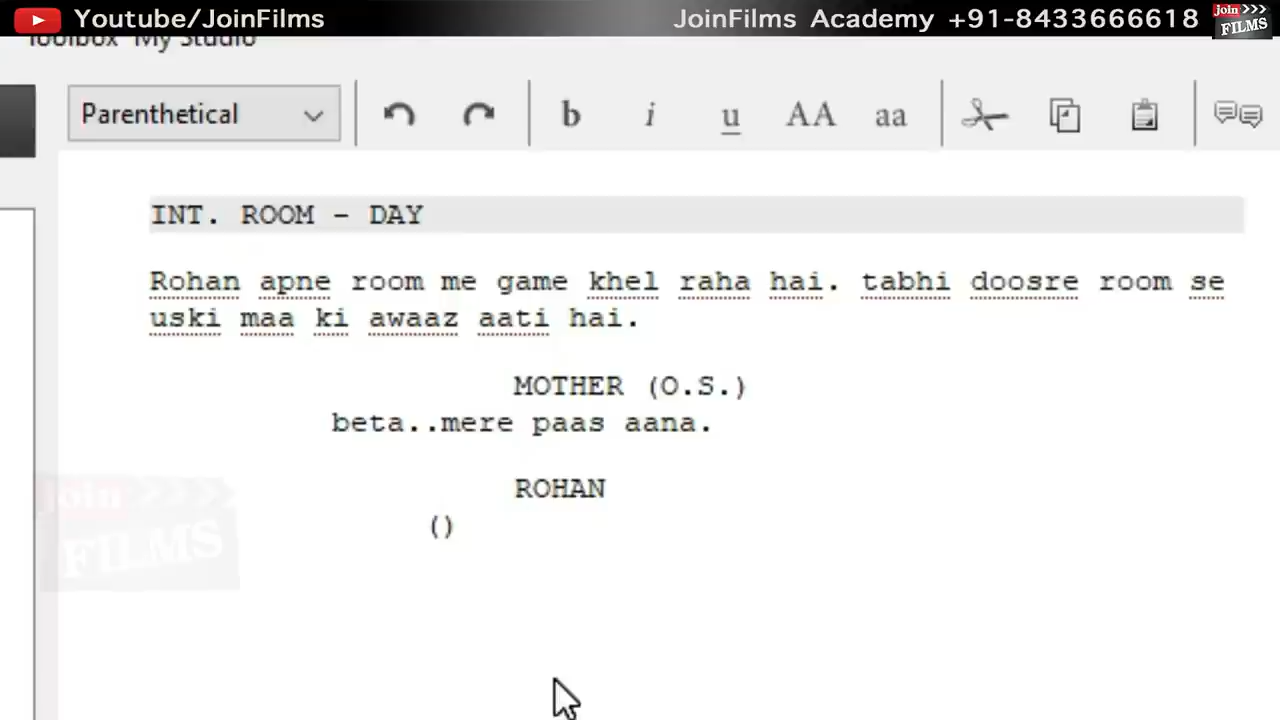 Youtube/JoinFilms
JoinFilms Academy +91-8433666618
Join
FILMS
Toolbox My Studio
Parenthetical
b i u AA aa
INT. ROOM - DAY
Rohan apne room me game khel raha hai. tabhi doosre room se
uski maa ki awaaz aati hai.
MOTHER (O.S.)
beta..mere paas aana.
ROHAN
()
join
FILMS